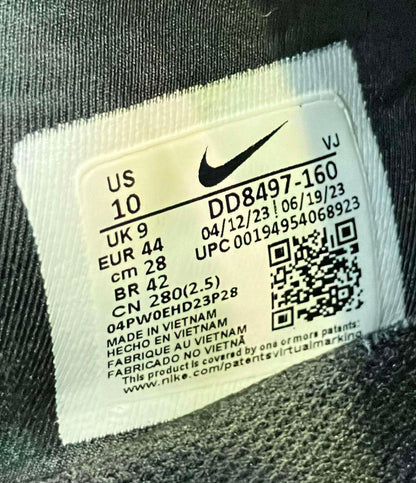 VJ
US
10
DD8497-160
UK 9
04/12/23 | 06/19/23
EUR 44
UPC 00194954068923
cm 28
BR 42
CN 280(2.5)
04PW0EHD23P28
MADE IN VIETNAM
HECHO EN VIETNAM
FABRIQUE AU VIETNAM
FABRICADO NO VIETNÃ
This product is covered by one or more patents:
www.nike.com/patentsvirtualmarking